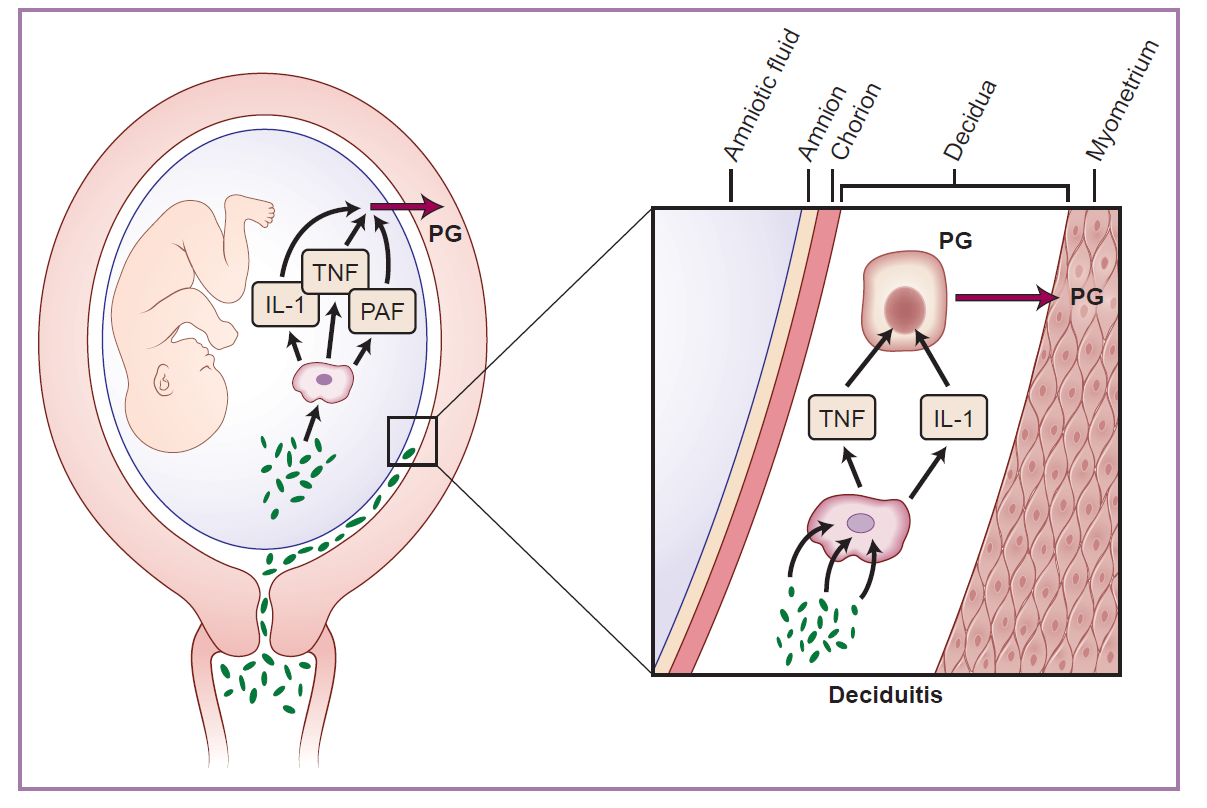 Amniotic fluid
Amnion
Chorion
Decidua
Myometrium
PG
TNF
IL-1
PAF
PG
PG
TNF
IL-1
Deciduitis